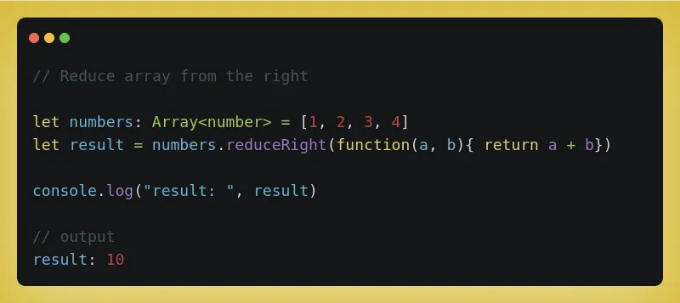 // Reduce array from the right
let numbers: Array<number> = [1, 2, 3, 4]
let result = numbers.reduceRight(function(a, b){ return a + b})
console.log("result: ", result)
// output
result: 10